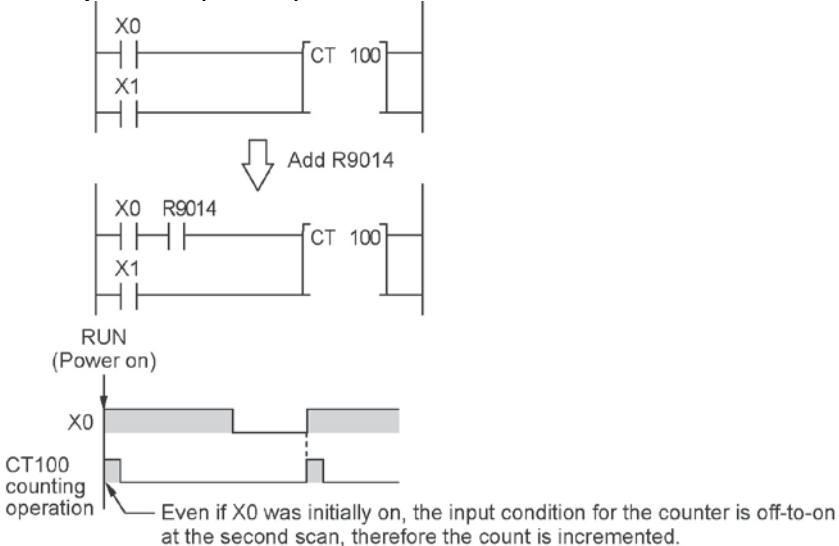 X0
CT 100
X1
Add R9014
X0 R9014
CT 100
X1
RUN
(Power on)
X0
CT100
counting
operation
Even if X0 was initially on, the input condition for the counter is off-to-on
at the second scan, therefore the count is incremented.